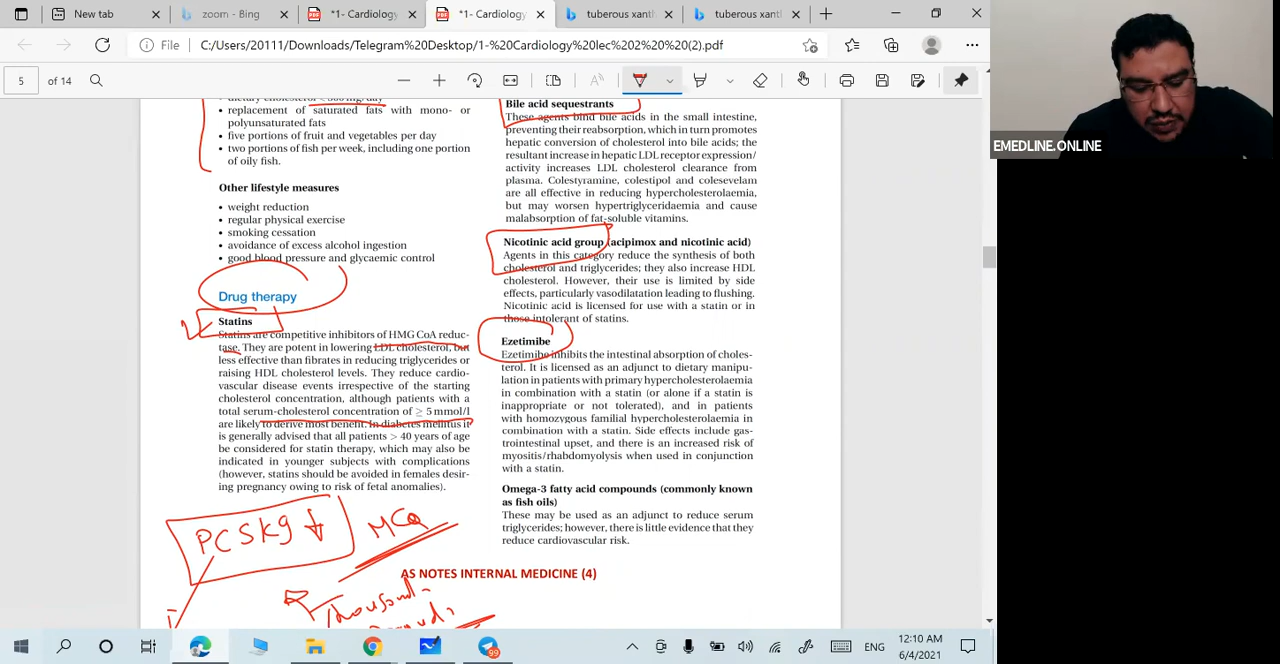 New tab
zoom - Bing
*1- Cardiology
*1- Cardiology
tuberous xanth
tuberous xanth
File
C:/Users/20111/Downloads/Telegram%20Desktop/1-%20Cardiology%20lec%202%20%20(2).pdf
5 of 14
EMEDLINE.ONLINE
• replacement of saturated fats with mono- or
polyunsaturated fats
• five portions of fruit and vegetables per day
• two portions of fish per week, including one portion
of oily fish.
Other lifestyle measures
• weight reduction
• regular physical exercise
• smoking cessation
• avoidance of excess alcohol ingestion
• good blood pressure and glycaemic control
Drug therapy
Statins
Statins are competitive inhibitors of HMG CoA reduc-
tase. They are potent in lowering LDL cholesterol, but
less effective than fibrates in reducing triglycerides or
raising HDL cholesterol levels. They reduce cardio-
vascular disease events irrespective of the starting
cholesterol concentration, although patients with a
total serum-cholesterol concentration of ≥ 5 mmol/l
are likely to derive most benefit. In diabetes mellitus it
is generally advised that all patients > 40 years of age
be considered for statin therapy, which may also be
indicated in younger subjects with complications
(however, statins should be avoided in females desir-
ing pregnancy owing to risk of fetal anomalies).
PCSK9
MCQ
Thousand
Bile acid sequestrants
These agents bind bile acids in the small intestine,
preventing their reabsorption, which in turn promotes
hepatic conversion of cholesterol into bile acids; the
resultant increase in hepatic LDL receptor expression/
activity increases LDL cholesterol clearance from
plasma. Colestyramine, colestipol and colesevelam
are all effective in reducing hypercholesterolaemia,
but may worsen hypertriglyceridaemia and cause
malabsorption of fat-soluble vitamins.
Nicotinic acid group (acipimox and nicotinic acid)
Agents in this category reduce the synthesis of both
cholesterol and triglycerides; they also increase HDL
cholesterol. However, their use is limited by side
effects, particularly vasodilatation leading to flushing.
Nicotinic acid is licensed for use with a statin or in
those intolerant of statins.
Ezetimibe
Ezetimibe inhibits the intestinal absorption of choles-
terol. It is licensed as an adjunct to dietary manipu-
lation in patients with primary hypercholesterolaemia
in combination with a statin (or alone if a statin is
inappropriate or not tolerated), and in patients
with homozygous familial hypercholesterolaemia in
combination with a statin. Side effects include gas-
trointestinal upset, and there is an increased risk of
myositis/rhabdomyolysis when used in conjunction
with a statin.
Omega-3 fatty acid compounds (commonly known
as fish oils)
These may be used as an adjunct to reduce serum
triglycerides; however, there is little evidence that they
reduce cardiovascular risk.
AS NOTES INTERNAL MEDICINE (4)
99
ENG
12:10 AM
6/4/2021